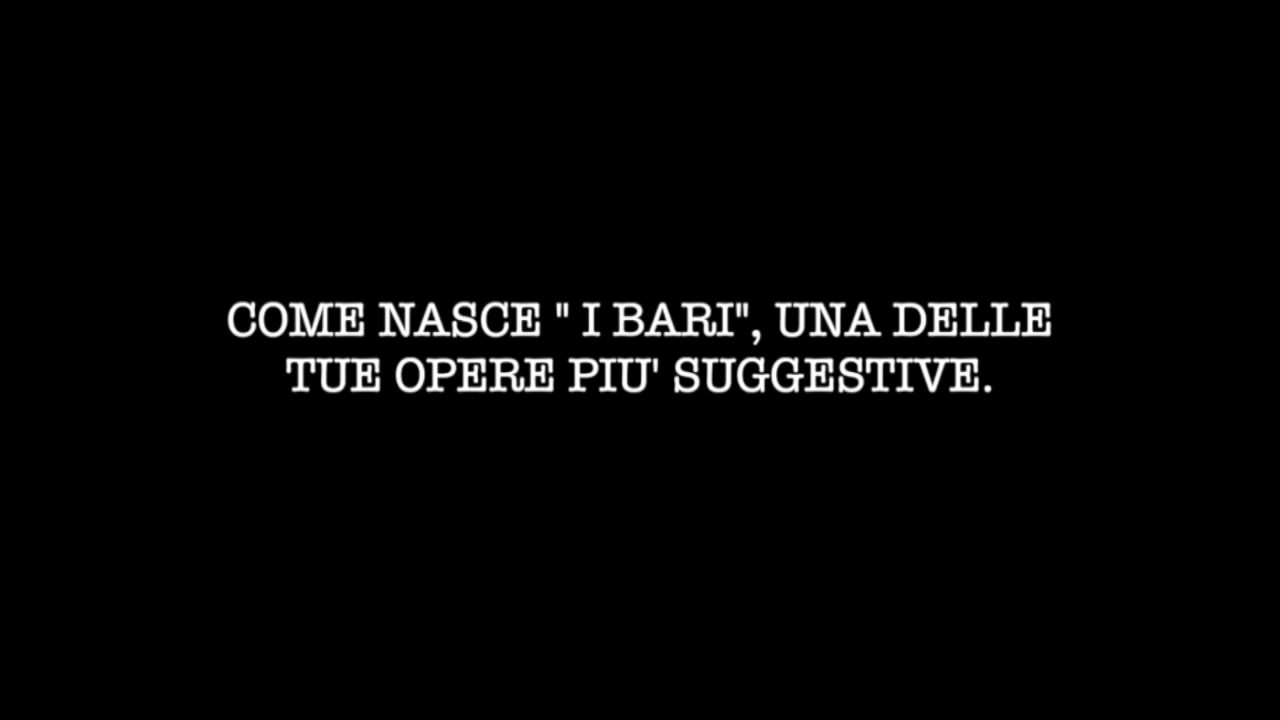 COME NASCE " I BARI", UNA DELLE
TUE OPERE PIU' SUGGESTIVE.